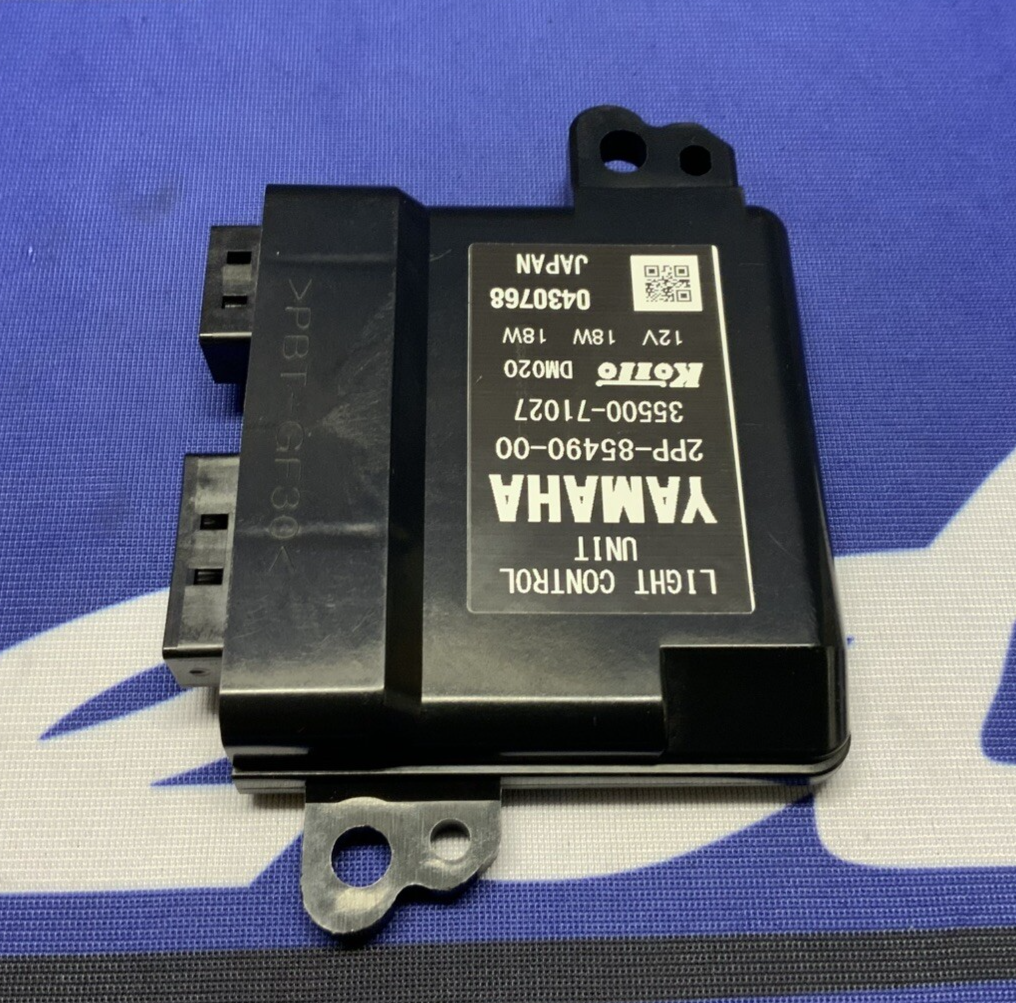 LIGHT CONTROL
UNIT
YAMAHA
2PP-85490-00
35500-71027
Koito DM020
12V 18W 18W
0430768
JAPAN
>PBT-GF30<